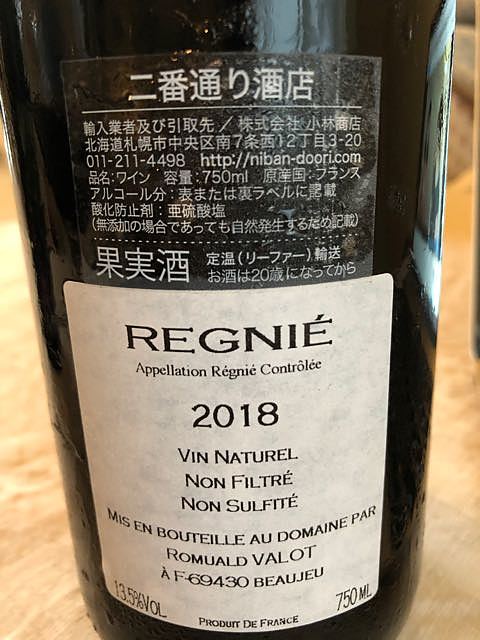 二番通り酒店
輸入業者及び引取先／株式会社 小林商店
北海道札幌市中央区南7条西12丁目3-20
011-211-4498 http://niban-doori.com
品名:ワイン 容量:750ml 原産国:フランス
アルコール分:表または裏ラベルに記載
酸化防止剤:亜硫酸塩
(無添加の場合であっても自然発生するため記載)
果実酒 定温(リーファー)輸送
お酒は20歳になってから
REGNIÉ
Appellation Régnié Contrôlée
2018
VIN NATUREL
NON FILTRÉ
NON SULFITÉ
MIS EN BOUTEILLE AU DOMAINE PAR
ROMUALD VALOT
À F-69430 BEAUJEU
13.5%VOL 750 ML
PRODUIT DE FRANCE